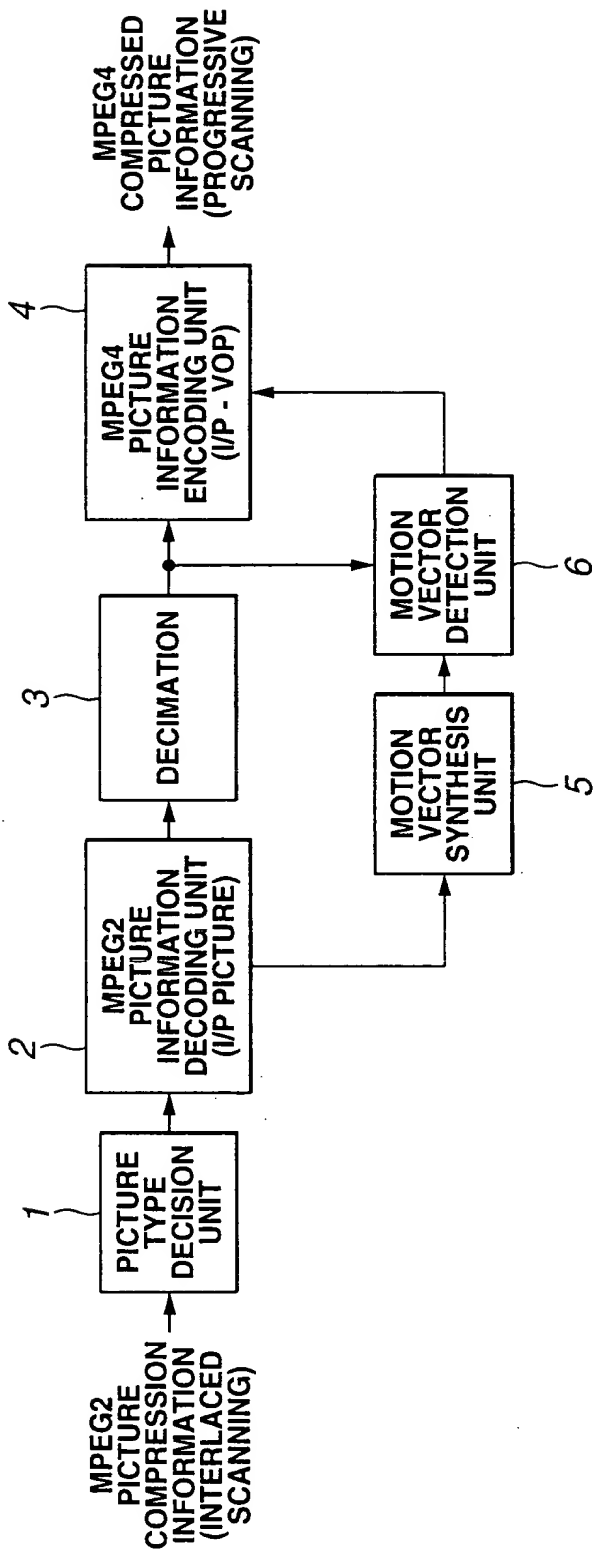 MPEG2
PICTURE
COMPRESSION
INFORMATION
(INTERLACED
SCANNING)
1
PICTURE
TYPE
DECISION
UNIT
2
MPEG2
PICTURE
INFORMATION
DECODING UNIT
(I/P PICTURE)
3
DECIMATION
4
MPEG4
PICTURE
INFORMATION
ENCODING UNIT
(I/P - VOP)
MPEG4
COMPRESSED
PICTURE
INFORMATION
(PROGRESSIVE
SCANNING)
MOTION
VECTOR
SYNTHESIS
UNIT
5
MOTION
VECTOR
DETECTION
UNIT
6